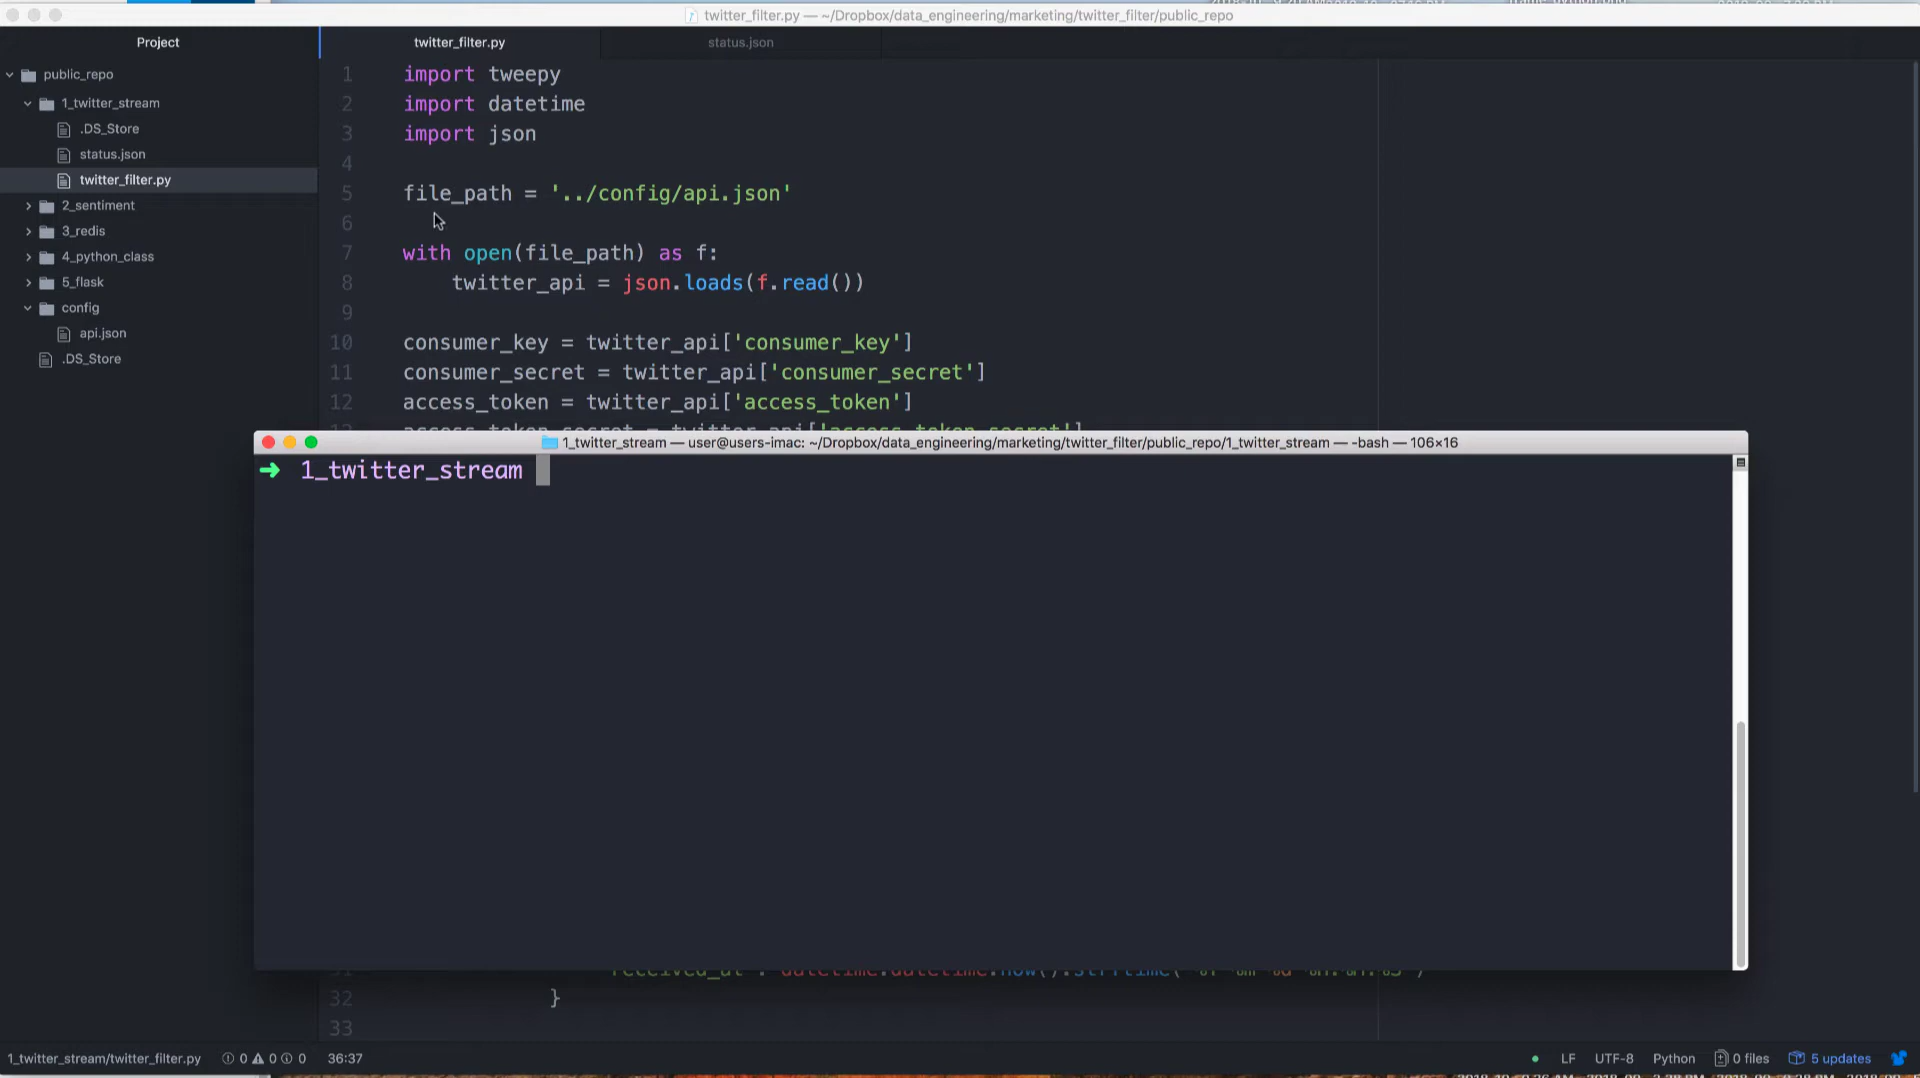 twitter_filter.py — ~/Dropbox/data_engineering/marketing/twitter_filter/public_repo
Project
twitter_filter.py
status.json
public_repo
1_twitter_stream
.DS_Store
status.json
twitter_filter.py
2_sentiment
3_redis
4_python_class
5_flask
config
api.json
.DS_Store
1 import tweepy
2 import datetime
3 import json
4
5 file_path = '../config/api.json'
6
7 with open(file_path) as f:
8 twitter_api = json.loads(f.read())
9
10 consumer_key = twitter_api['consumer_key']
11 consumer_secret = twitter_api['consumer_secret']
12 access_token = twitter_api['access_token']
1_twitter_stream — user@users-imac: ~/Dropbox/data_engineering/marketing/twitter_filter/public_repo/1_twitter_stream — -bash — 106×16
➜ 1_twitter_stream
32 }
33
1_twitter_stream/twitter_filter.py 0 0 0 36:37
LF UTF-8 Python 0 files 5 updates